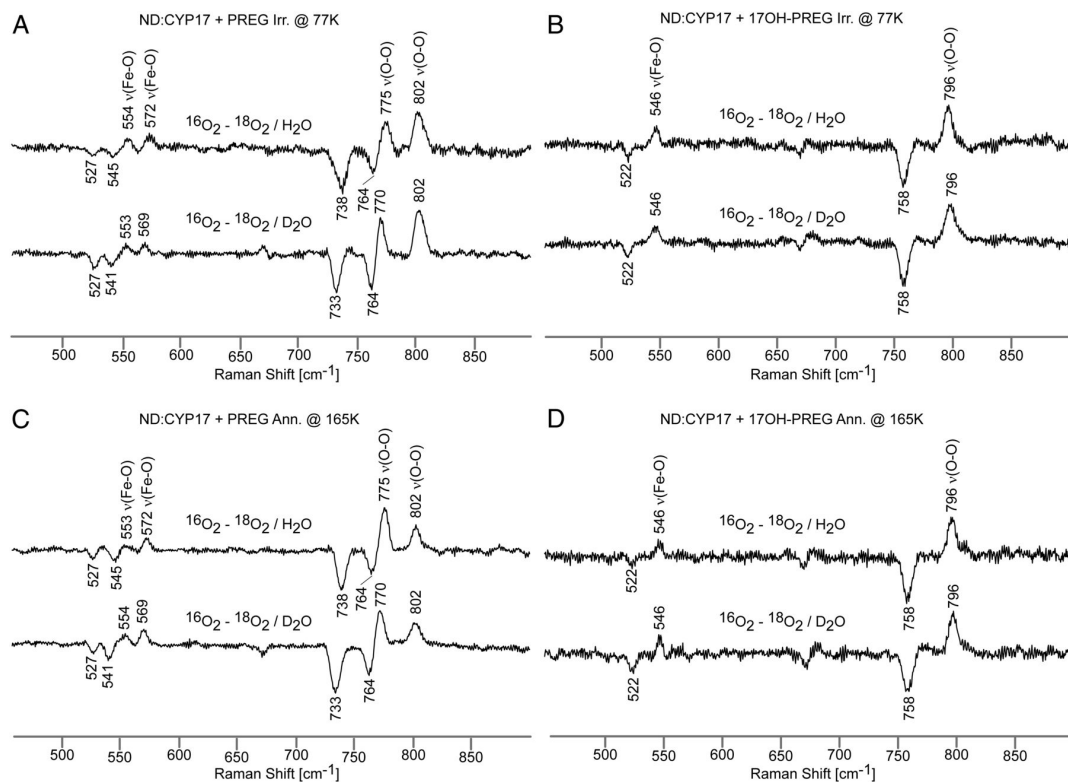 A
ND:CYP17 + PREG Irr. @ 77K
554 ν(Fe-O)
572 ν(Fe-O)
775 ν(O-O)
802 ν(O-O)
16O2 - 18O2 / H2O
527
545
738
764
553
569
770
802
16O2 - 18O2 / D2O
527
541
733
764
500 550 600 650 700 750 800 850
Raman Shift [cm-1]
B
ND:CYP17 + 17OH-PREG Irr. @ 77K
546 ν(Fe-O)
796 ν(O-O)
16O2 - 18O2 / H2O
522
758
546
796
16O2 - 18O2 / D2O
522
758
500 550 600 650 700 750 800 850
Raman Shift [cm-1]
C
ND:CYP17 + PREG Ann. @ 165K
553 ν(Fe-O)
572 ν(Fe-O)
775 ν(O-O)
802 ν(O-O)
16O2 - 18O2 / H2O
527
545
738
764
554
569
770
802
16O2 - 18O2 / D2O
527
541
733
764
500 550 600 650 700 750 800 850
Raman Shift [cm-1]
D
ND:CYP17 + 17OH-PREG Ann. @ 165K
546 ν(Fe-O)
796 ν(O-O)
16O2 - 18O2 / H2O
522
758
546
796
16O2 - 18O2 / D2O
522
758
500 550 600 650 700 750 800 850
Raman Shift [cm-1]